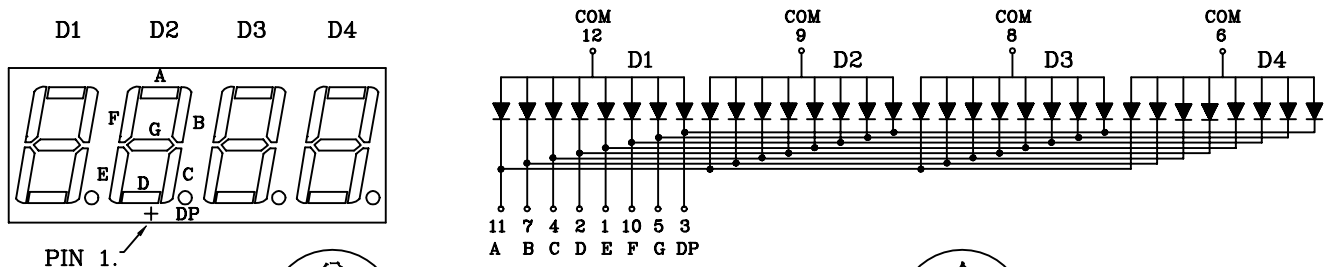 D1 D2 D3 D4
A
F B
G
E C
D
+ DP
PIN 1.
COM COM COM COM
12 9 8 6
D1 D2 D3 D4
11 7 4 2 1 10 5 3
A B C D E F G DP